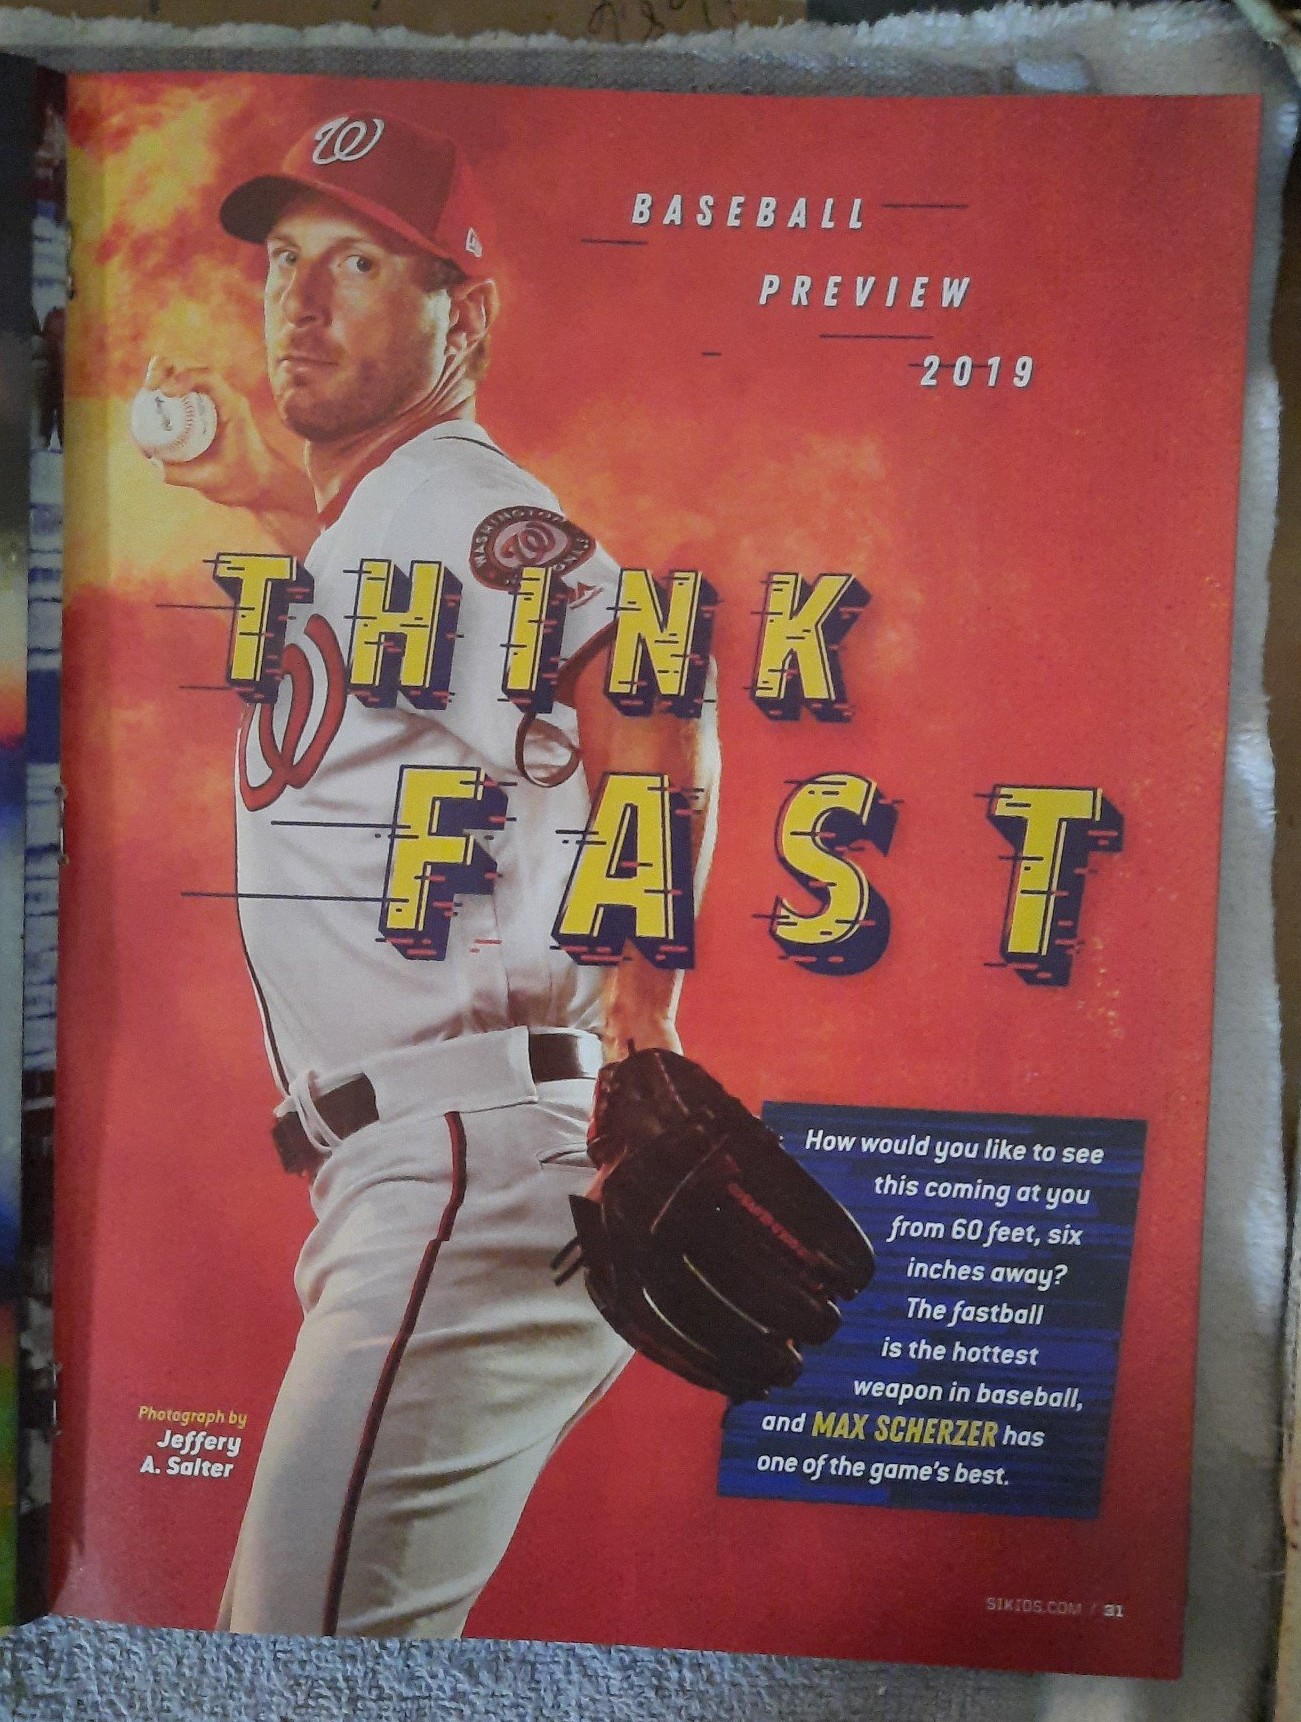 W
BASEBALL
PREVIEW
2019
WASHINGTON
W
THINK
W
FAST
How would you like to see
this coming at you
from 60 feet, six
inches away?
The fastball
is the hottest
weapon in baseball,
and MAX SCHERZER has
one of the game's best.
Photograph by
Jeffery
A. Salter
SIKIDS.COM / 31